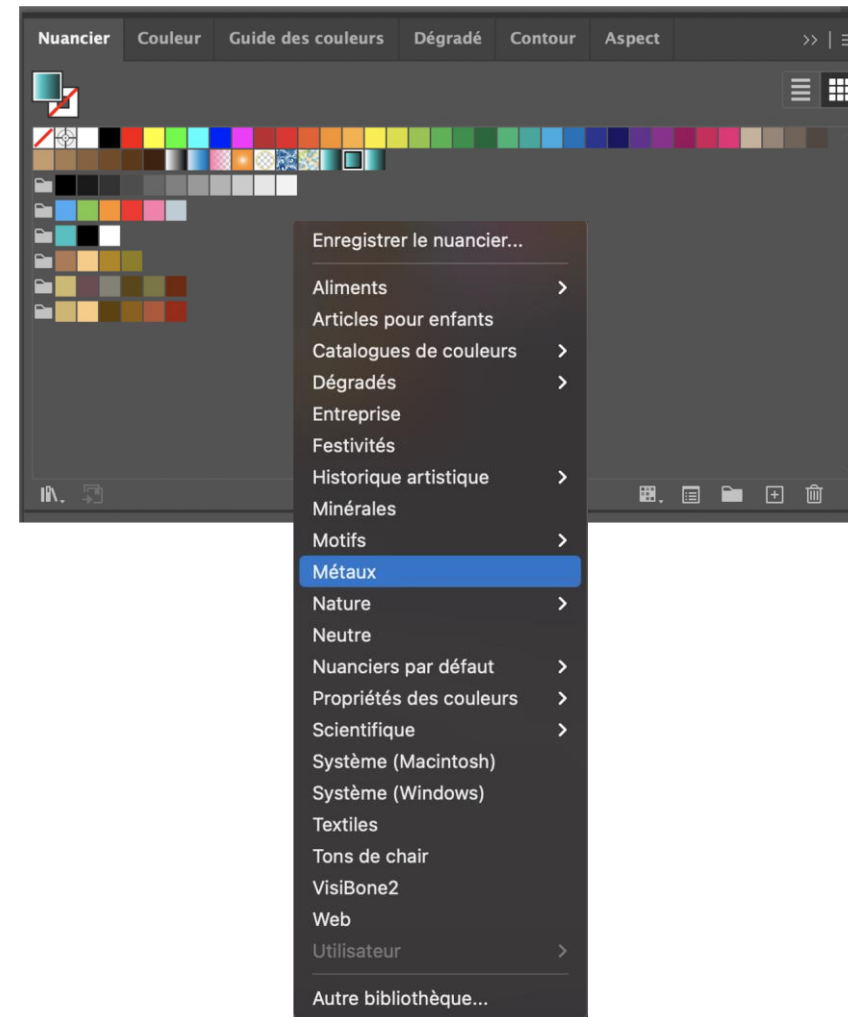 Nuancier Couleur Guide des couleurs Dégradé Contour Aspect
Enregistrer le nuancier...
Aliments
Articles pour enfants
Catalogues de couleurs
Dégradés
Entreprise
Festivités
Historique artistique
Minérales
Motifs
Métaux
Nature
Neutre
Nuanciers par défaut
Propriétés des couleurs
Scientifique
Système (Macintosh)
Système (Windows)
Textiles
Tons de chair
VisiBone2
Web
Utilisateur
Autre bibliothèque...